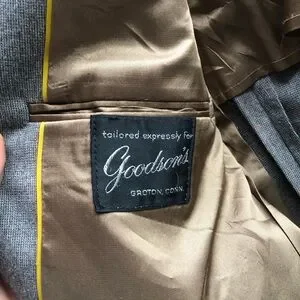 tailored expressly for
Goodson's
GROTON, CONN.